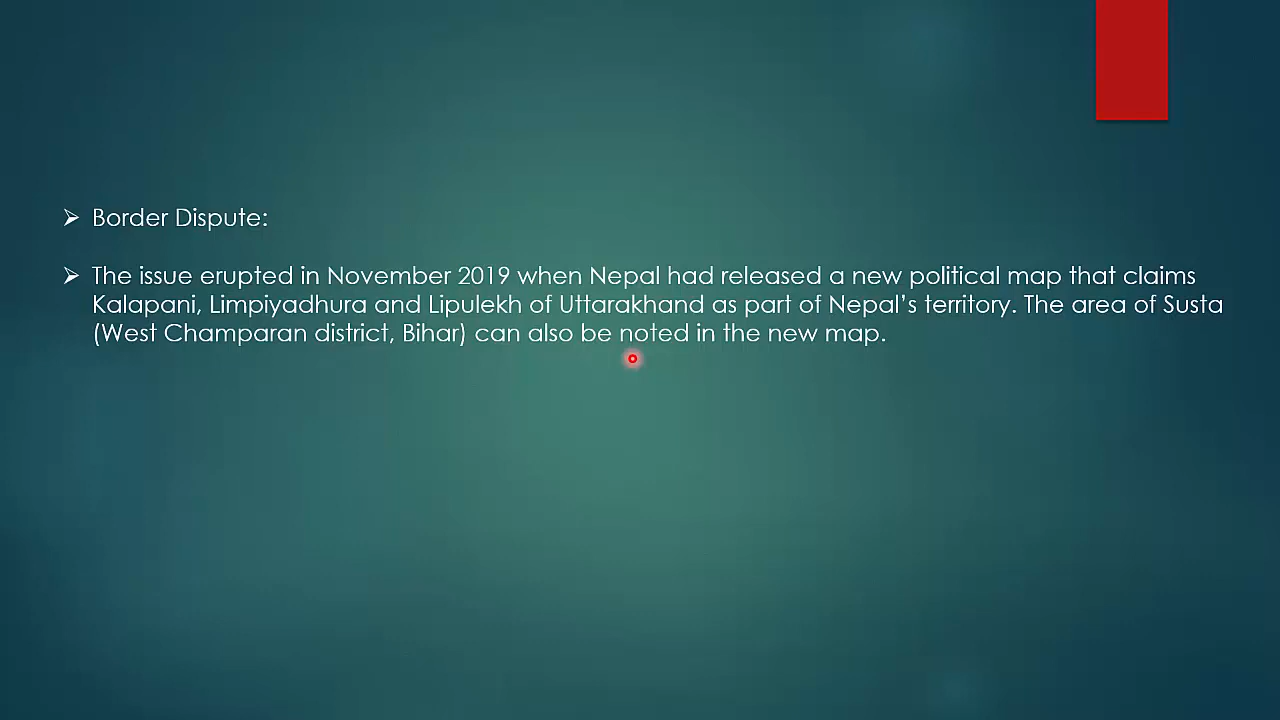 ➢ Border Dispute:
➢ The issue erupted in November 2019 when Nepal had released a new political map that claims
Kalapani, Limpiyadhura and Lipulekh of Uttarakhand as part of Nepal’s territory. The area of Susta
(West Champaran district, Bihar) can also be noted in the new map.